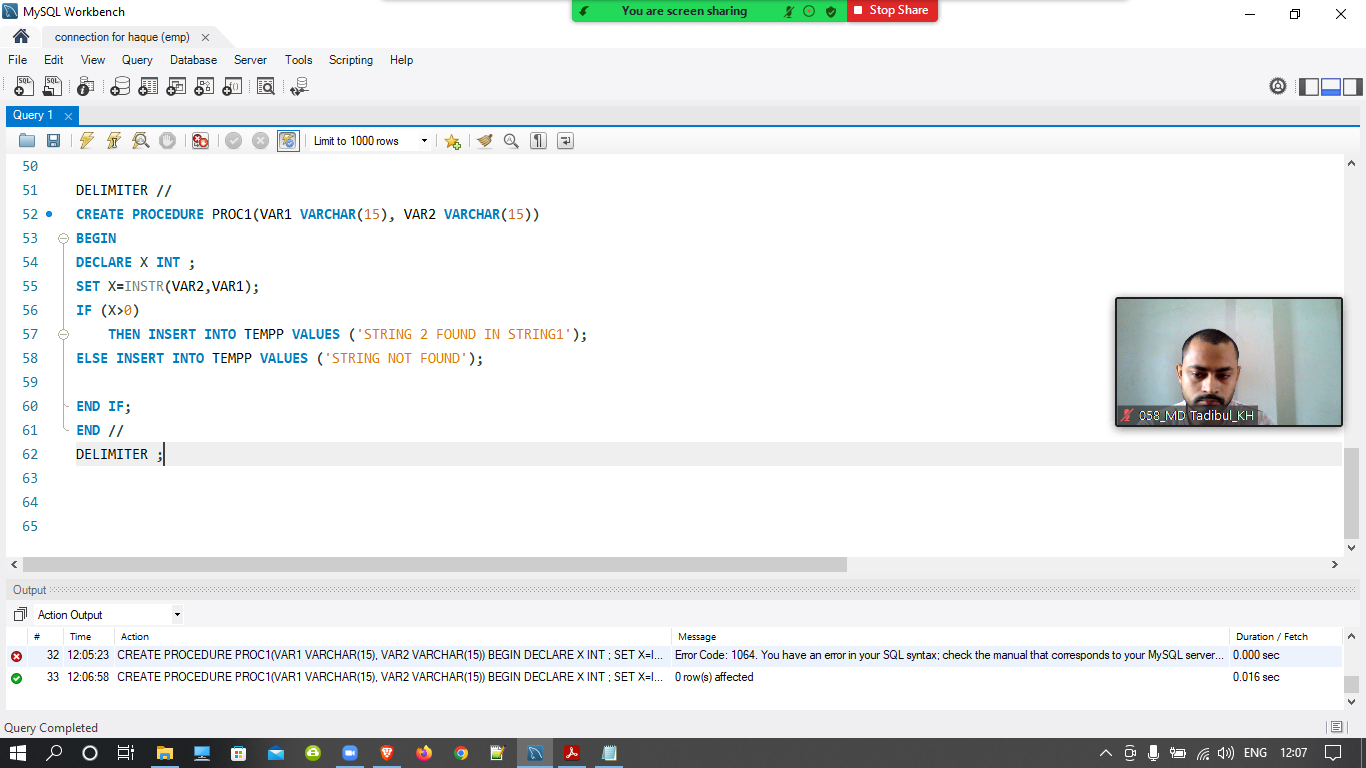 MySQL Workbench
You are screen sharing
Stop Share
connection for haque (emp)
File Edit View Query Database Server Tools Scripting Help
Query 1
Limit to 1000 rows
50
51 DELIMITER //
52 CREATE PROCEDURE PROC1(VAR1 VARCHAR(15), VAR2 VARCHAR(15))
53 BEGIN
54 DECLARE X INT ;
55 SET X=INSTR(VAR2,VAR1);
56 IF (X>0)
57 THEN INSERT INTO TEMPP VALUES ('STRING 2 FOUND IN STRING1');
58 ELSE INSERT INTO TEMPP VALUES ('STRING NOT FOUND');
59
60 END IF;
61 END //
62 DELIMITER ;
63
64
65
058_MD Tadibul_KH
Output
Action Output
# Time Action Message Duration / Fetch
32 12:05:23 CREATE PROCEDURE PROC1(VAR1 VARCHAR(15), VAR2 VARCHAR(15)) BEGIN DECLARE X INT ; SET X=I... Error Code: 1064. You have an error in your SQL syntax; check the manual that corresponds to your MySQL server... 0.000 sec
33 12:06:58 CREATE PROCEDURE PROC1(VAR1 VARCHAR(15), VAR2 VARCHAR(15)) BEGIN DECLARE X INT ; SET X=I... 0 row(s) affected 0.016 sec
Query Completed
ENG 12:07